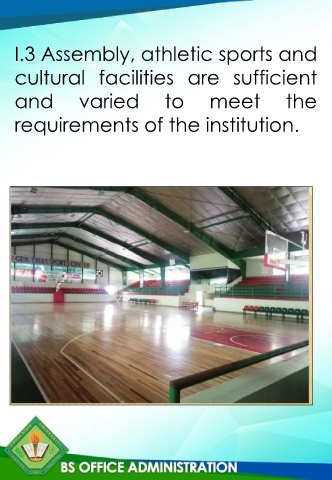 I.3 Assembly, athletic sports and
cultural facilities are sufficient
and varied to meet the
requirements of the institution.
GEN. TRIAS SPORTS CENTER
BS OFFICE ADMINISTRATION